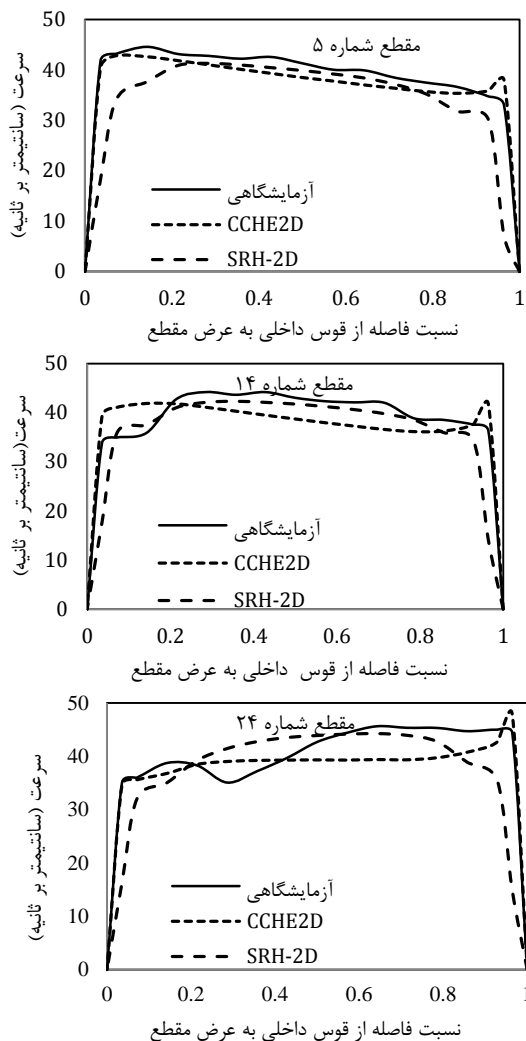 مقطع شماره ۵
سرعت (سانتیمتر بر ثانیه)
50
40
30
20
10
0
آزمایشگاهی
CCHE2D
SRH-2D
0 0.2 0.4 0.6 0.8 1
نسبت فاصله از قوس داخلی به عرض مقطع
مقطع شماره ۱۴
سرعت(سانتیمتر بر ثانیه)
50
40
30
20
10
0
آزمایشگاهی
CCHE2D
SRH-2D
0 0.2 0.4 0.6 0.8 1
نسبت فاصله از قوس داخلی به عرض مقطع
مقطع شماره ۲۴
سرعت (سانتیمتر بر ثانیه)
50
40
30
20
10
0
آزمایشگاهی
CCHE2D
SRH-2D
0 0.2 0.4 0.6 0.8 1
نسبت فاصله از قوس داخلی به عرض مقطع